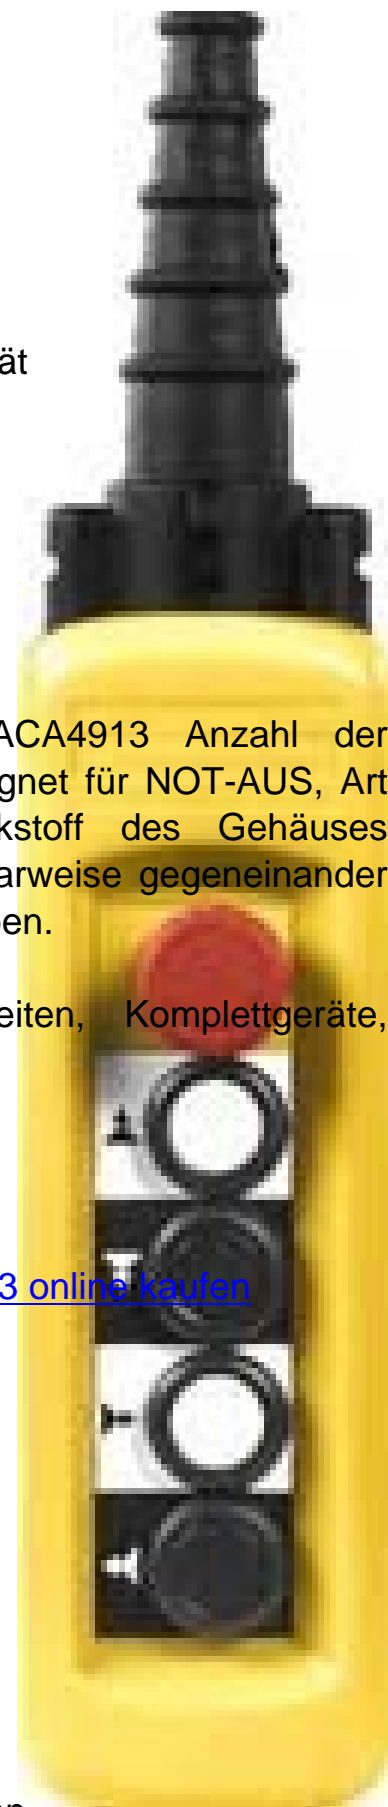 ät
ACA4913 Anzahl der
gnet für NOT-AUS, Art
kstoff des Gehäuses
arweise gegeneinander
en.
eiten, Komplettgeräte,
3 online kaufen